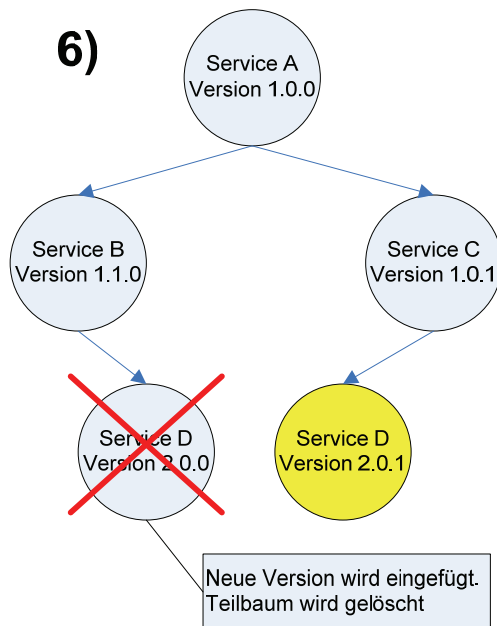 6)
Service A
Version 1.0.0
Service B
Version 1.1.0
Service C
Version 1.0.1
Service D
Version 2.0.0
Service D
Version 2.0.1
Neue Version wird eingefügt.
Teilbaum wird gelöscht